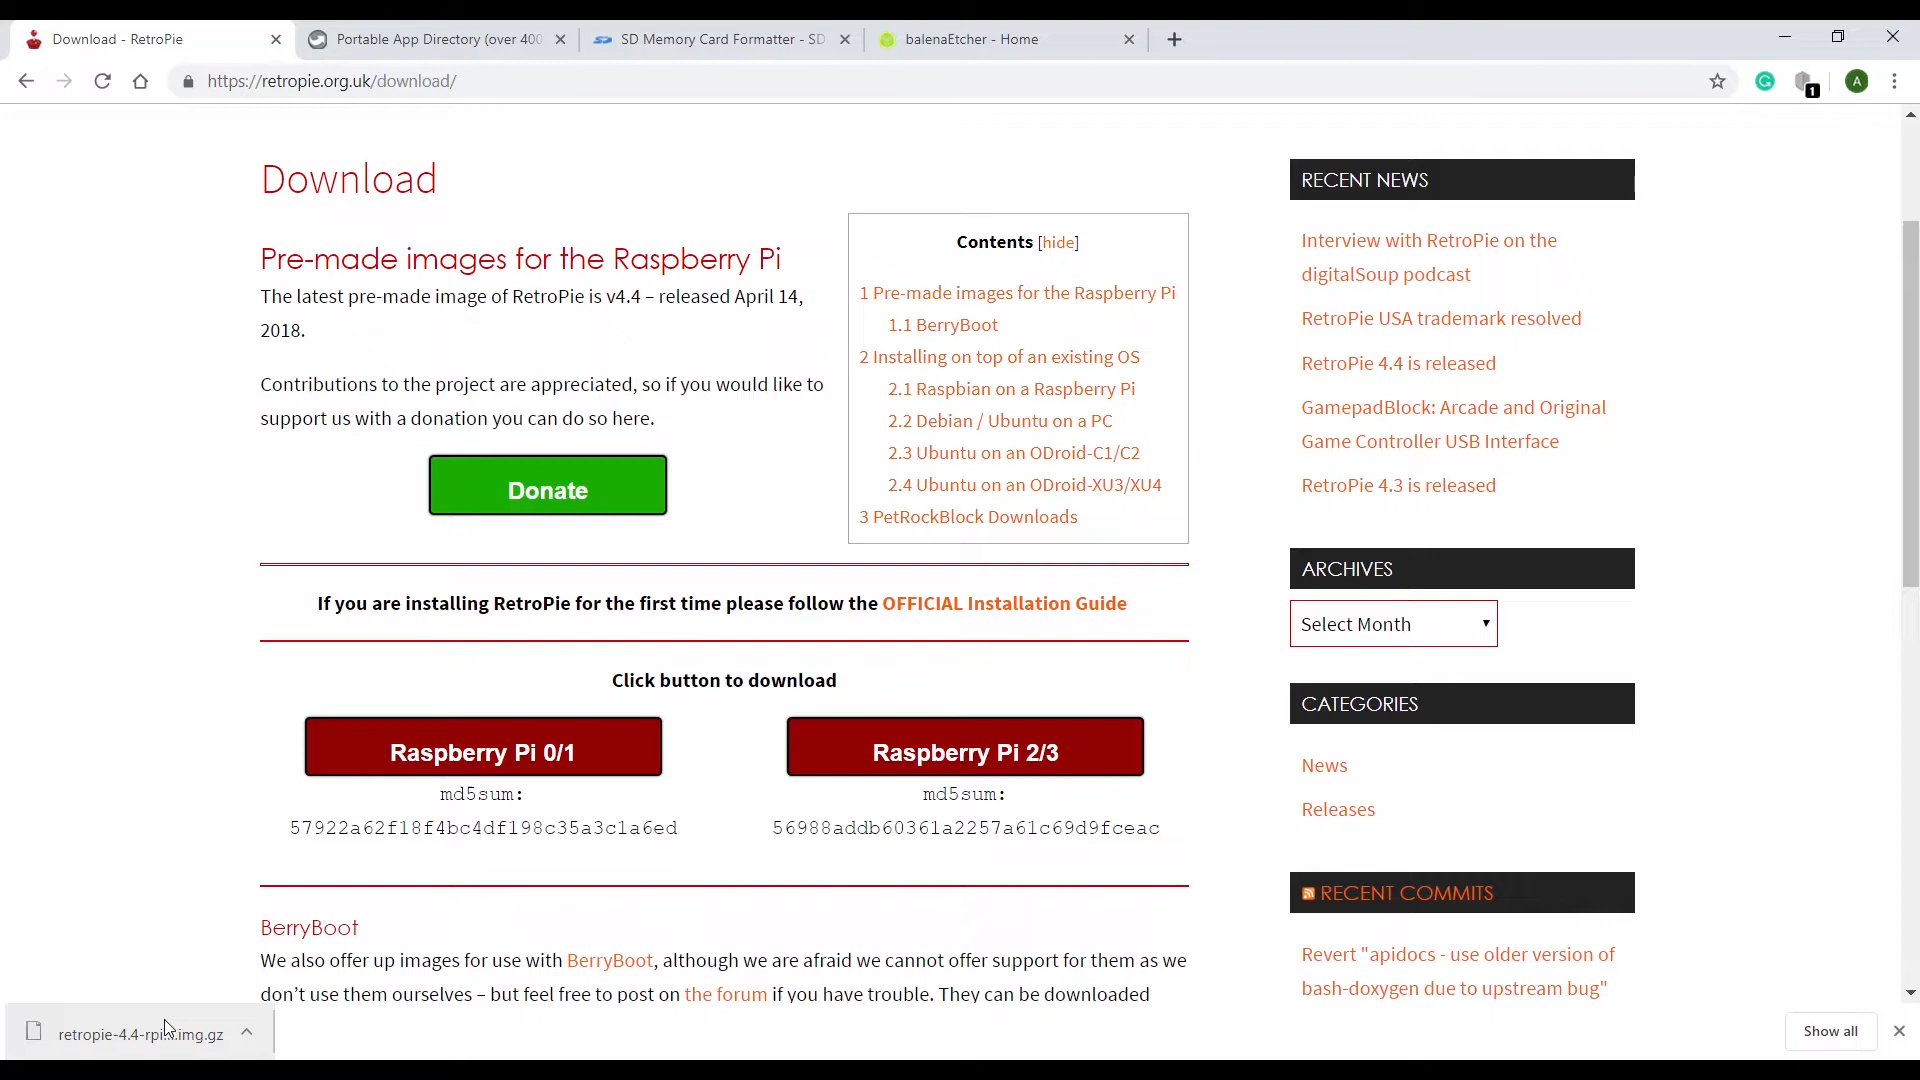 Download - RetroPie
Portable App Directory (over 400
SD Memory Card Formatter - SD
balenaEtcher - Home
https://retropie.org.uk/download/
1
A
Download
Pre-made images for the Raspberry Pi
The latest pre-made image of RetroPie is v4.4 – released April 14,
2018.
Contributions to the project are appreciated, so if you would like to
support us with a donation you can do so here.
Donate
Contents [hide]
1 Pre-made images for the Raspberry Pi
1.1 BerryBoot
2 Installing on top of an existing OS
2.1 Raspbian on a Raspberry Pi
2.2 Debian / Ubuntu on a PC
2.3 Ubuntu on an ODroid-C1/C2
2.4 Ubuntu on an ODroid-XU3/XU4
3 PetRockBlock Downloads
If you are installing RetroPie for the first time please follow the OFFICIAL Installation Guide
Click button to download
Raspberry Pi 0/1
md5sum:
57922a62f18f4bc4df198c35a3c1a6ed
Raspberry Pi 2/3
md5sum:
56988addb60361a2257a61c69d9fceac
BerryBoot
We also offer up images for use with BerryBoot, although we are afraid we cannot offer support for them as we
don't use them ourselves – but feel free to post on the forum if you have trouble. They can be downloaded
RECENT NEWS
Interview with RetroPie on the
digitalSoup podcast
RetroPie USA trademark resolved
RetroPie 4.4 is released
GamepadBlock: Arcade and Original
Game Controller USB Interface
RetroPie 4.3 is released
ARCHIVES
Select Month
CATEGORIES
News
Releases
RECENT COMMITS
Revert "apidocs - use older version of
bash-doxygen due to upstream bug"
Show all